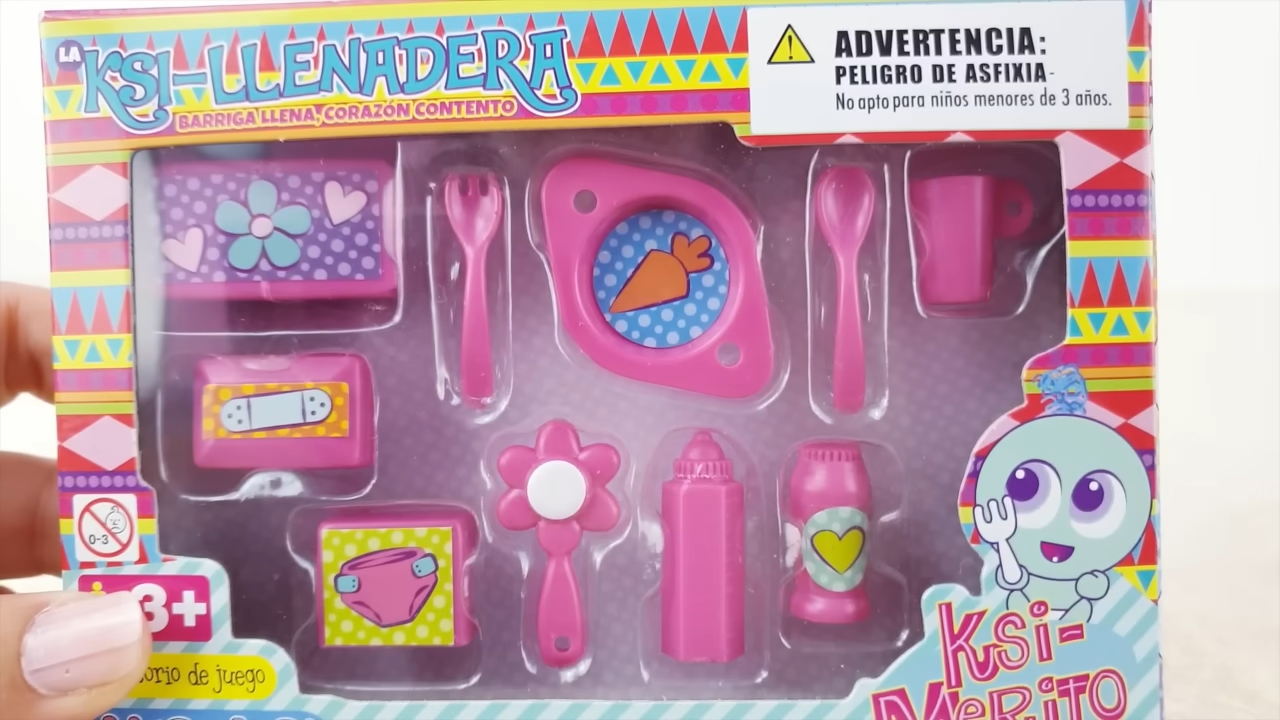 LA
KSI-LLENADERA
BARRIGA LLENA, CORAZÓN CONTENTO
ADVERTENCIA:
PELIGRO DE ASFIXIA-
No apto para niños menores de 3 años.
0-3
3+
de juego
Ksi-
MERITO